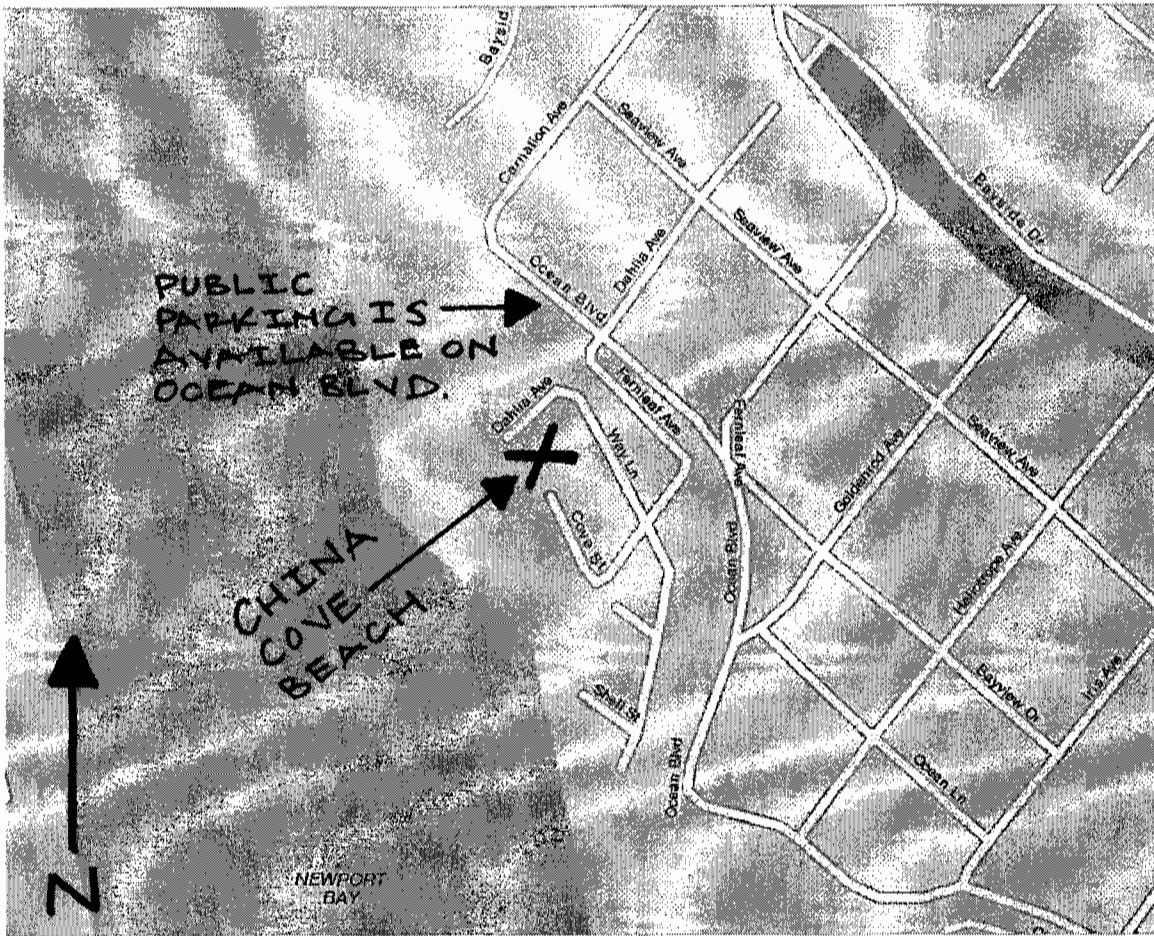 Bayside
Carnation Ave
Seaview Ave
Bayside Dr
Seaview Ave
Dahlia Ave
Ocean Blvd
PUBLIC
PARKING IS
AVAILABLE ON
OCEAN BLVD.
Dahlia Ave
Fernleaf Ave
Fernleaf Ave
Way Ln
Goldenrod Ave
Seaview Ave
Cove St
Ocean Blvd
Heliotrope Ave
CHINA
COVE
BEACH
Shell St
Bayview Dr
Iris Ave
Ocean Blvd
Ocean Ln
N
NEWPORT
BAY